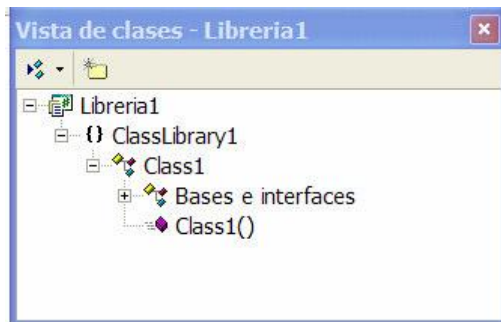 Vista de clases - Libreria1
Libreria1
{} ClassLibrary1
Class1
Bases e interfaces
Class1()